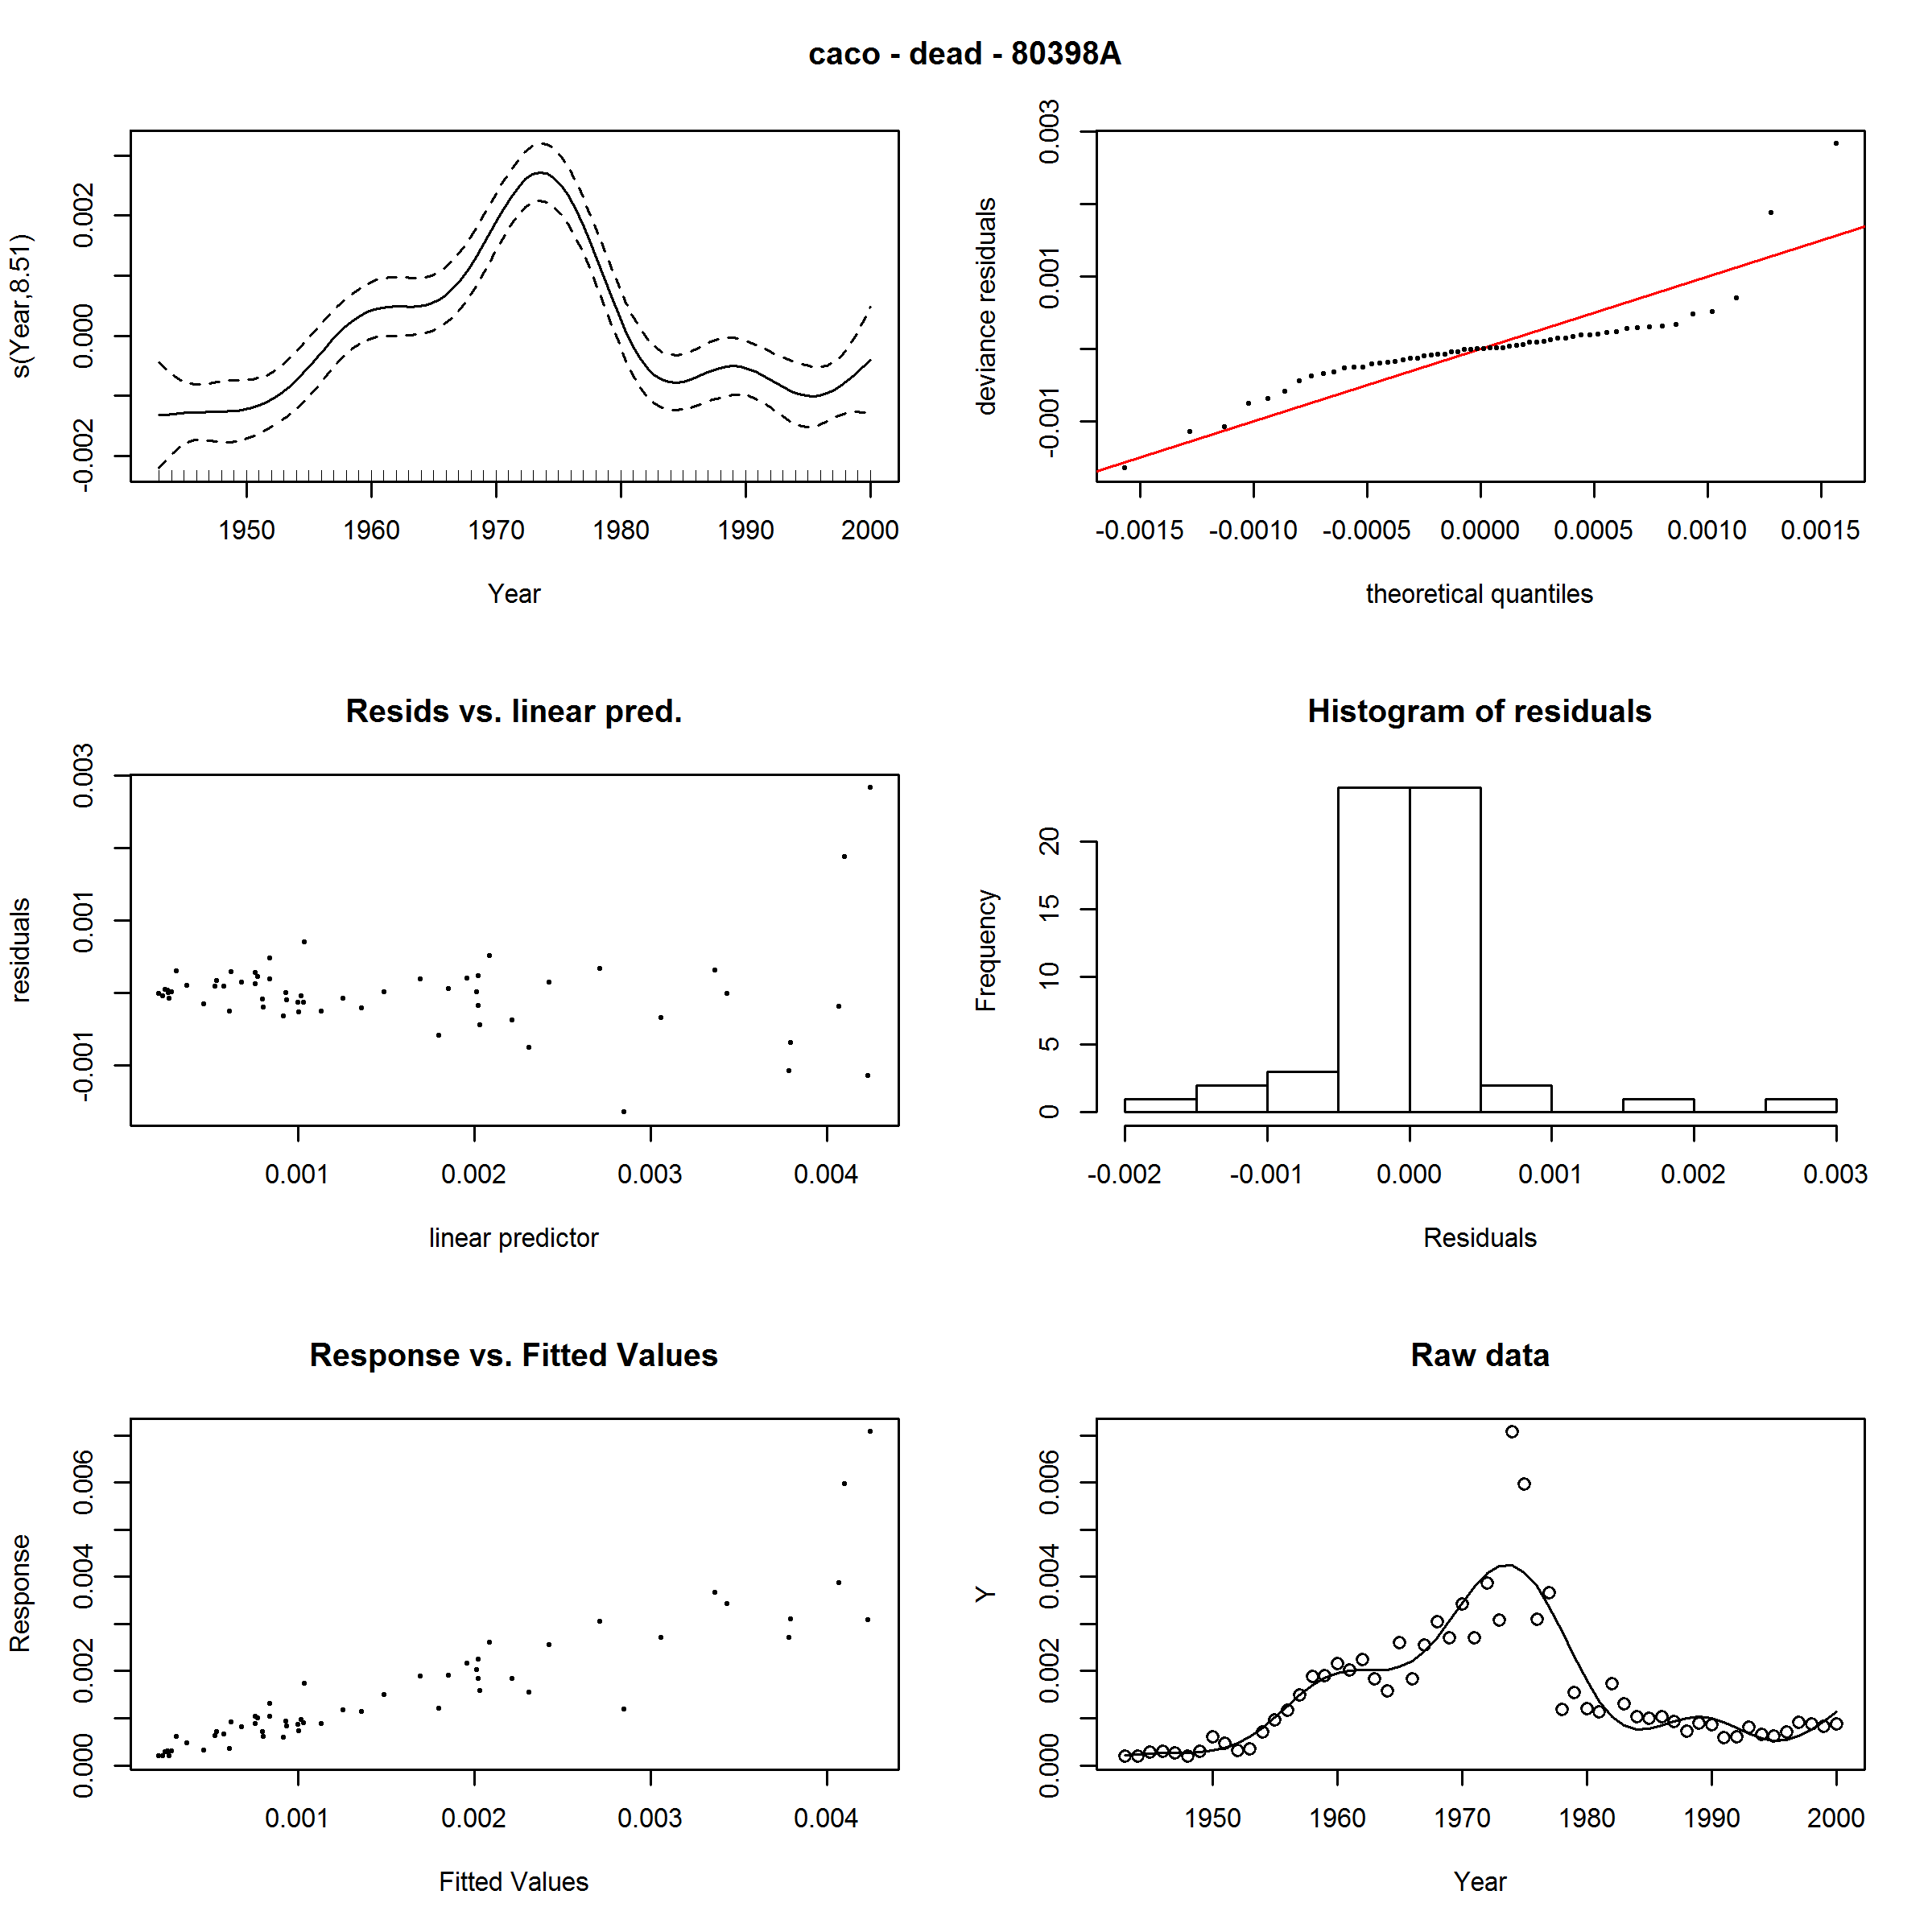 caco - dead - 80398A
s(Year,8.51)
-0.002 0.000 0.002
1950 1960 1970 1980 1990 2000
Year
deviance residuals
-0.001 0.001 0.003
-0.0015 -0.0010 -0.0005 0.0000 0.0005 0.0010 0.0015
theoretical quantiles
Resids vs. linear pred.
residuals
-0.001 0.001 0.003
0.001 0.002 0.003 0.004
linear predictor
Histogram of residuals
Frequency
0 5 10 15 20
-0.002 -0.001 0.000 0.001 0.002 0.003
Residuals
Response vs. Fitted Values
Response
0.000 0.002 0.004 0.006
0.001 0.002 0.003 0.004
Fitted Values
Raw data
Y
0.000 0.002 0.004 0.006
1950 1960 1970 1980 1990 2000
Year